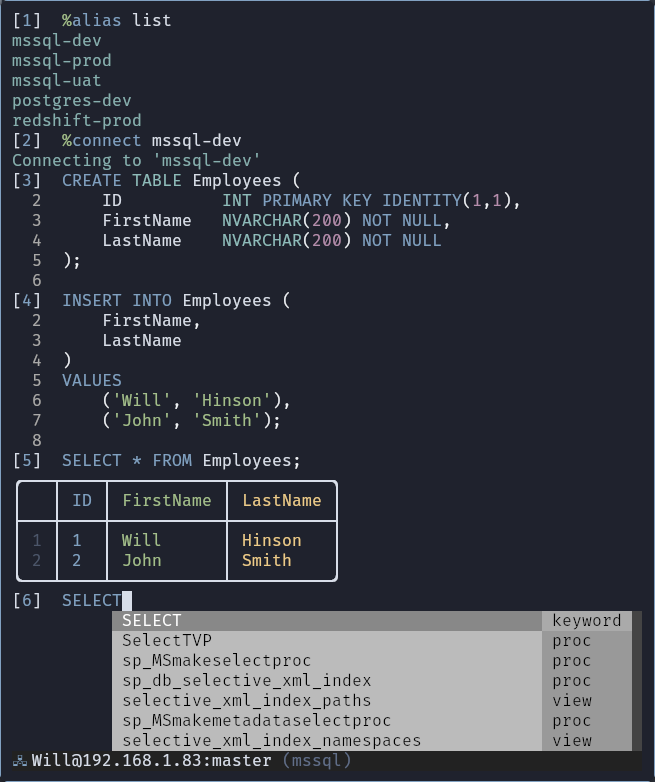 [1]  %alias list
mssql-dev
mssql-prod
mssql-uat
postgres-dev
redshift-prod
[2]  %connect mssql-dev
Connecting to 'mssql-dev'
[3]  CREATE TABLE Employees (
  2      ID          INT PRIMARY KEY IDENTITY(1,1),
  3      FirstName   NVARCHAR(200) NOT NULL,
  4      LastName    NVARCHAR(200) NOT NULL
  5  );
  6
[4]  INSERT INTO Employees (
  2      FirstName,
  3      LastName
  4  )
  5  VALUES
  6      ('Will', 'Hinson'),
  7      ('John', 'Smith');
  8
[5]  SELECT * FROM Employees;
ID  FirstName  LastName
1  1  Will  Hinson
2  2  John  Smith
[6]  SELECT
SELECT  keyword
SelectTVP  proc
sp_MSmakeselectproc  proc
sp_db_selective_xml_index  proc
selective_xml_index_paths  view
sp_MSmakemetadataselectproc  proc
selective_xml_index_namespaces  view
Will@192.168.1.83:master (mssql)